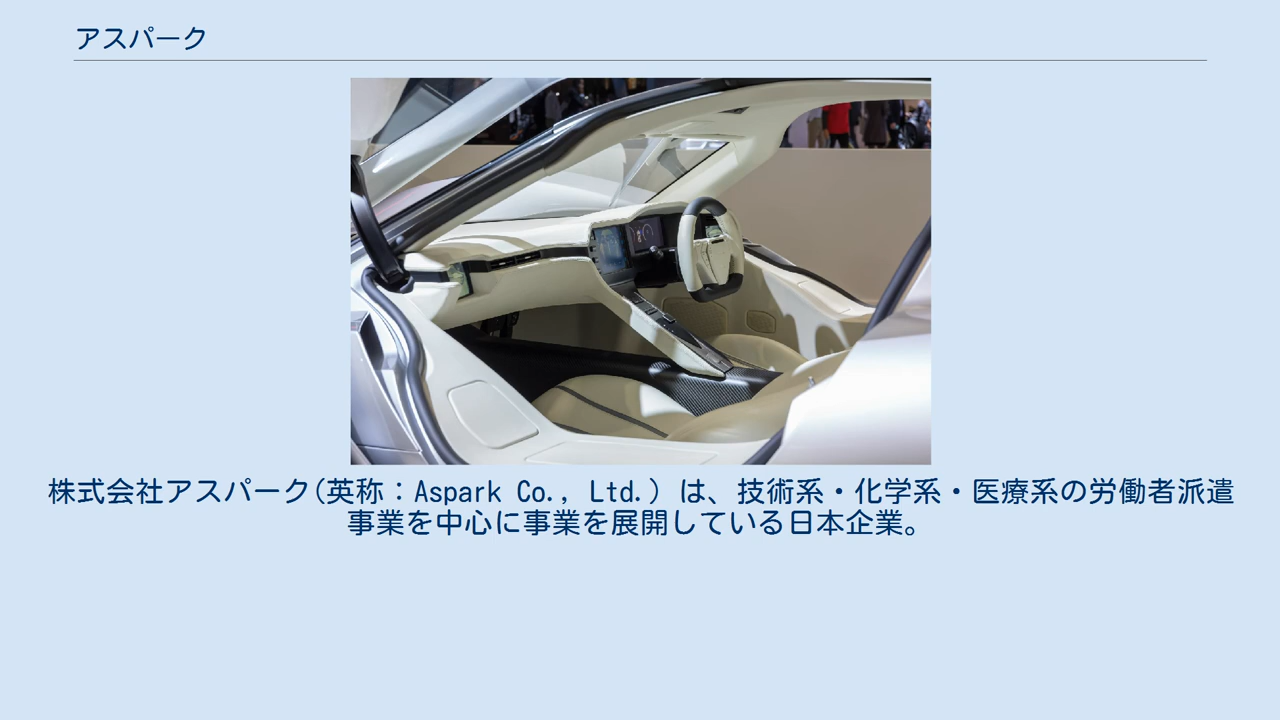 アスパーク
株式会社アスパーク(英称：Aspark Co., Ltd.) は、技術系・化学系・医療系の労働者派遣
事業を中心に事業を展開している日本企業。